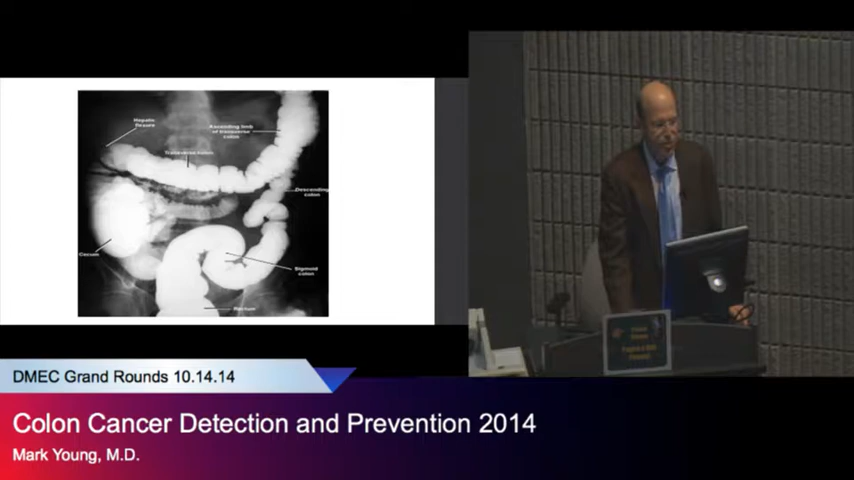 Hepatic
flexure
Ascending limb
of transverse
colon
Transverse colon
Descending
colon
Cecum
Sigmoid
colon
Rectum
DMEC Grand Rounds 10.14.14
Colon Cancer Detection and Prevention 2014
Mark Young, M.D.